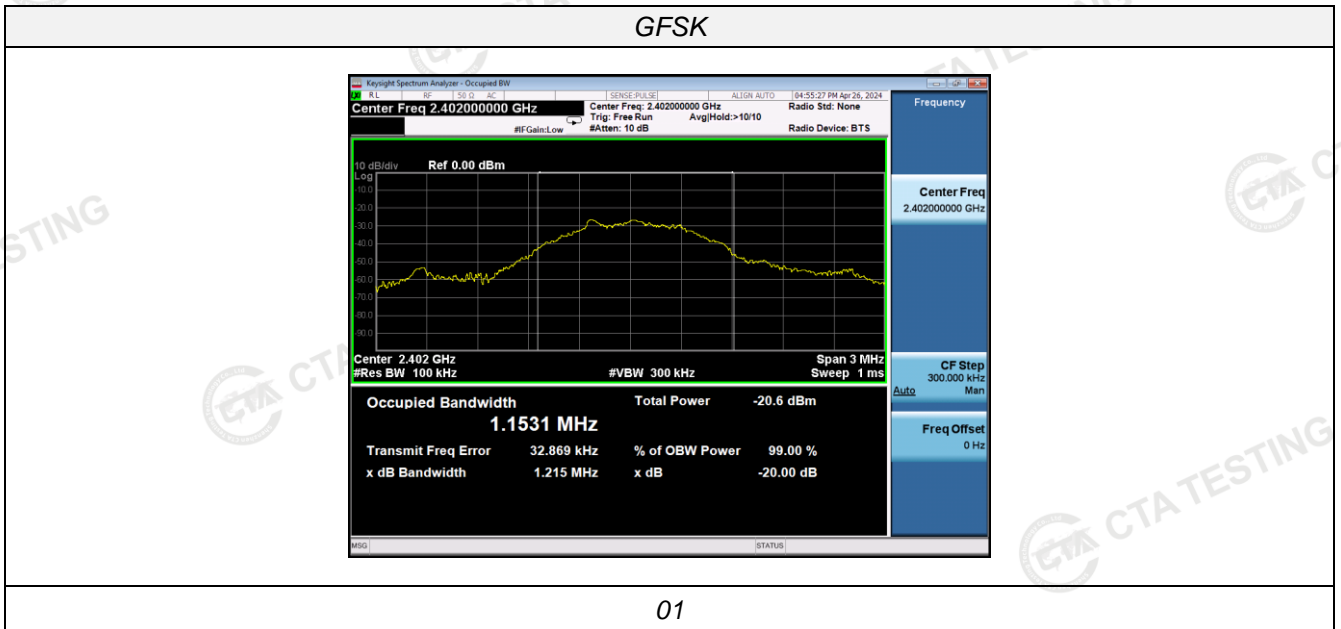 GFSK
Keysight Spectrum Analyzer - Occupied BW
RL RF 50 Ω AC SENSE:PULSE ALIGN AUTO 04:55:27 PM Apr 26, 2024
Center Freq 2.402000000 GHz
Center Freq: 2.402000000 GHz Radio Std: None
Trig: Free Run Avg|Hold:>10/10
#IFGain:Low #Atten: 10 dB Radio Device: BTS
Frequency
10 dB/div Ref 0.00 dBm
Log
-10.0
-20.0
-30.0
-40.0
-50.0
-60.0
-70.0
-80.0
-90.0
Center 2.402 GHz Span 3 MHz
#Res BW 100 kHz #VBW 300 kHz Sweep 1 ms
Center Freq
2.402000000 GHz
CF Step
300.000 kHz
Auto Man
Freq Offset
0 Hz
Occupied Bandwidth Total Power -20.6 dBm
1.1531 MHz
Transmit Freq Error 32.869 kHz % of OBW Power 99.00 %
x dB Bandwidth 1.215 MHz x dB -20.00 dB
MSG STATUS
01
STING
CTA
CTA TESTING